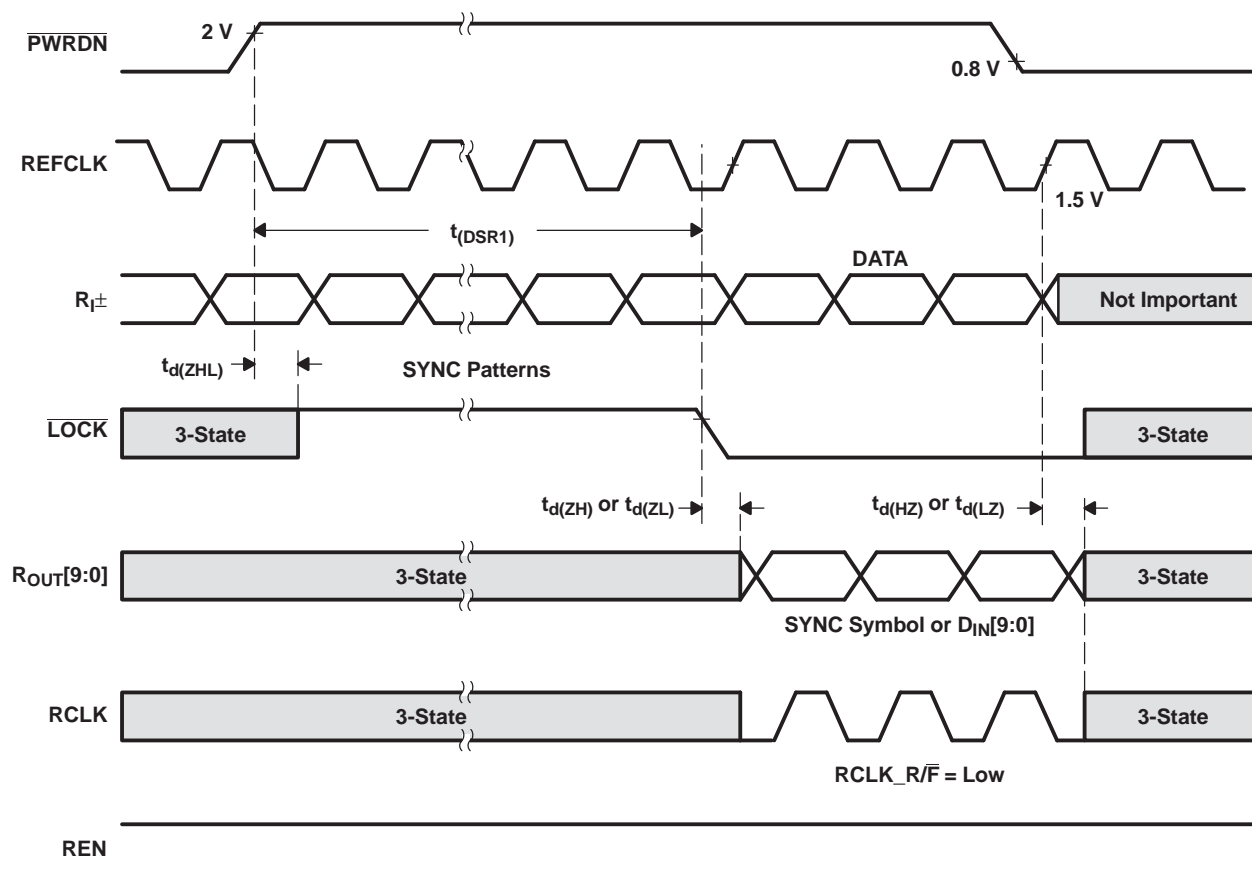 2 V
P̅W̅R̅D̅N̅
0.8 V
REFCLK
1.5 V
t(DSR1)
DATA
RI±
Not Important
td(ZHL)
SYNC Patterns
L̅O̅C̅K̅
3-State
3-State
td(ZH) or td(ZL)
td(HZ) or td(LZ)
ROUT[9:0]
3-State
3-State
SYNC Symbol or DIN[9:0]
RCLK
3-State
3-State
RCLK_R/F̅ = Low
REN